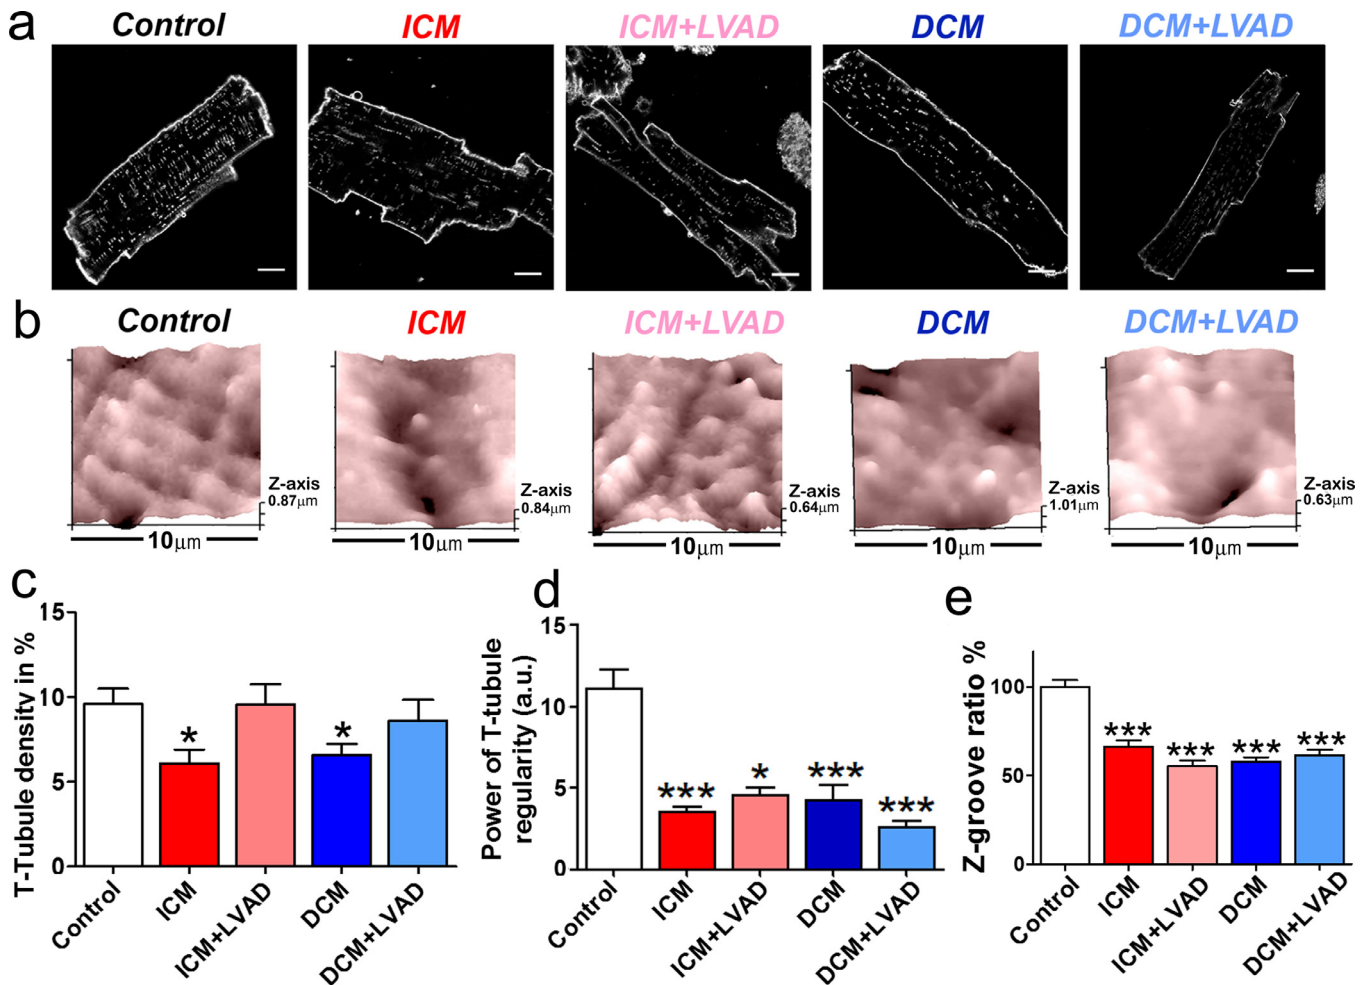 a
Control ICM ICM+LVAD DCM DCM+LVAD
b
Control ICM ICM+LVAD DCM DCM+LVAD
Z-axis
0.87μm
10μm
Z-axis
0.84μm
10μm
Z-axis
0.64μm
10μm
Z-axis
1.01μm
10μm
Z-axis
0.63μm
10μm
c
T-Tubule density in %
15
10
5
0
Control ICM ICM+LVAD DCM DCM+LVAD
* *
d
Power of T-tubule
regularity (a.u.)
15
10
5
0
*** * *** ***
Control ICM ICM+LVAD DCM DCM+LVAD
e
Z-groove ratio %
100
50
0
*** *** *** ***
Control ICM ICM+LVAD DCM DCM+LVAD